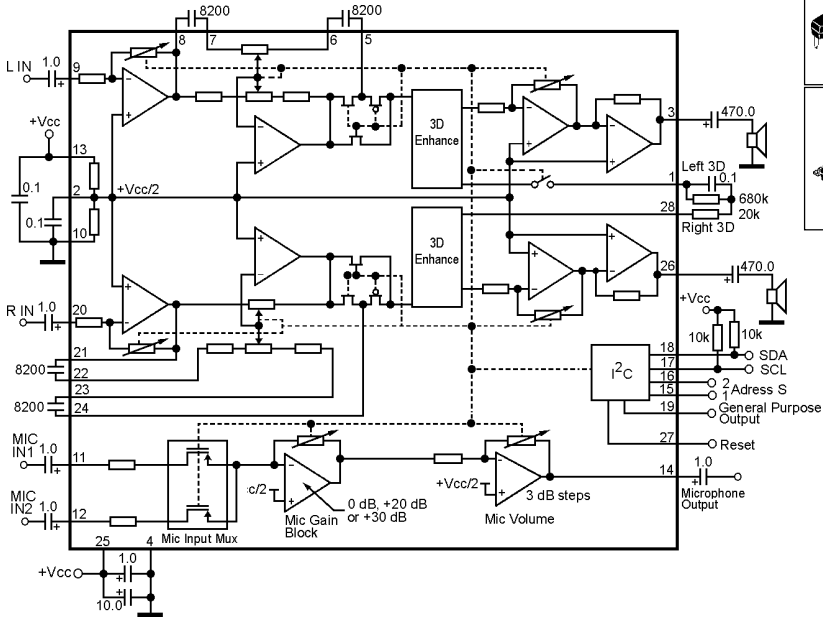 8200
8200
8
7
6
5
L IN
1.0
9
+
+Vcc
13
0.1
2
+Vcc/2
0.1
10
3D
Enhance
3
470.0
+
Left 3D
1
0.1
680k
28
20k
Right 3D
3D
Enhance
26
470.0
+
R IN
1.0
20
+
+Vcc
10k
10k
21
8200
22
23
8200
24
I²C
18
SDA
17
SCL
16
2
Adress S
15
1
19
General Purpose
Output
27
Reset
MIC
IN1
1.0
11
+
MIC
IN2
1.0
12
+
Mic Input Mux
:c/2
0 dB, +20 dB
or +30 dB
Mic Gain
Block
+Vcc/2
3 dB steps
Mic Volume
14
1.0
+
Microphone
Output
25
4
+Vcc
1.0
+
10.0
+